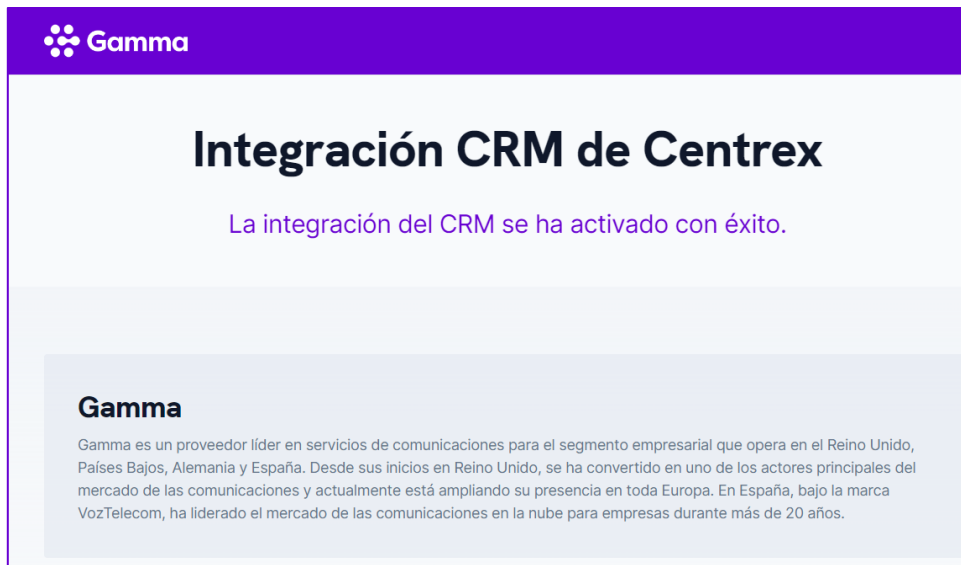 Gamma
Integración CRM de Centrex
La integración del CRM se ha activado con éxito.
Gamma
Gamma es un proveedor líder en servicios de comunicaciones para el segmento empresarial que opera en el Reino Unido,
Países Bajos, Alemania y España. Desde sus inicios en Reino Unido, se ha convertido en uno de los actores principales del
mercado de las comunicaciones y actualmente está ampliando su presencia en toda Europa. En España, bajo la marca
VozTelecom, ha liderado el mercado de las comunicaciones en la nube para empresas durante más de 20 años.